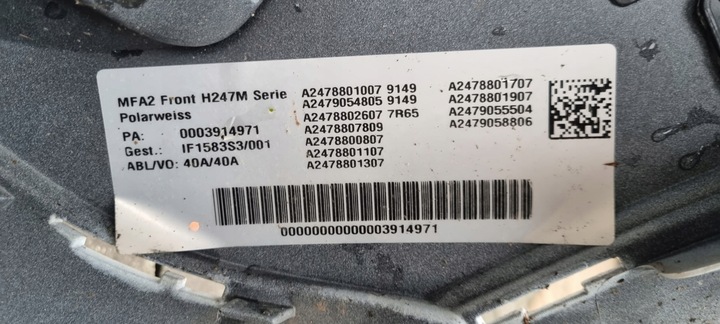 MFA2 Front H247M Serie
Polarweiss
PA: 0003914971
Gest.: IF1583S3/001
ABL/VO: 40A/40A
A2478801007 9149
A2479054805 9149
A2478802607 7R65
A2478807809
A2478800807
A2478801107
A2478801307
A2478801707
A2478801907
A2479055504
A2479058806
00000000000003914971